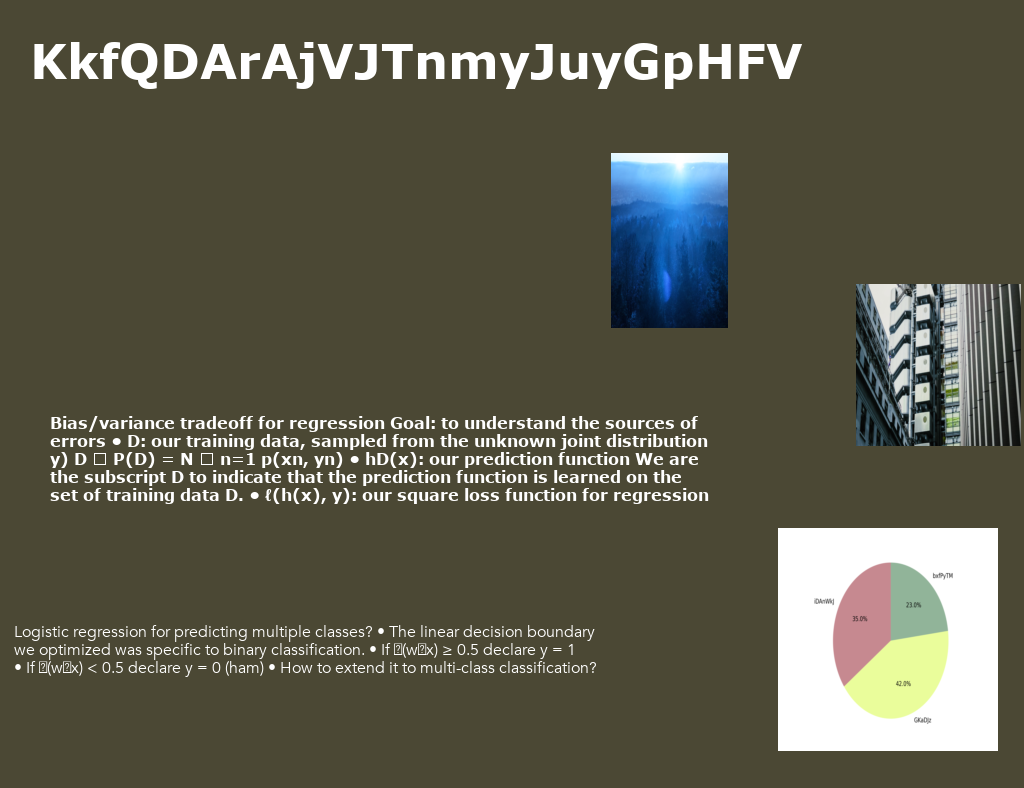 KkfQDArAjVJTnmyJuyGpHFV
Bias/variance tradeoff for regression Goal: to understand the sources of
errors • D: our training data, sampled from the unknown joint distribution
y) D □ P(D) = N □ n=1 p(xn, yn) • hD(x): our prediction function We are
the subscript D to indicate that the prediction function is learned on the
set of training data D. • ℓ(h(x), y): our square loss function for regression
bxfPyTM
iDAnWkj
23.0%
35.0%
42.0%
GKaDJz
Logistic regression for predicting multiple classes? • The linear decision boundary
we optimized was specific to binary classification. • If (wx) ≥ 0.5 declare y = 1
• If (wx) < 0.5 declare y = 0 (ham) • How to extend it to multi-class classification?